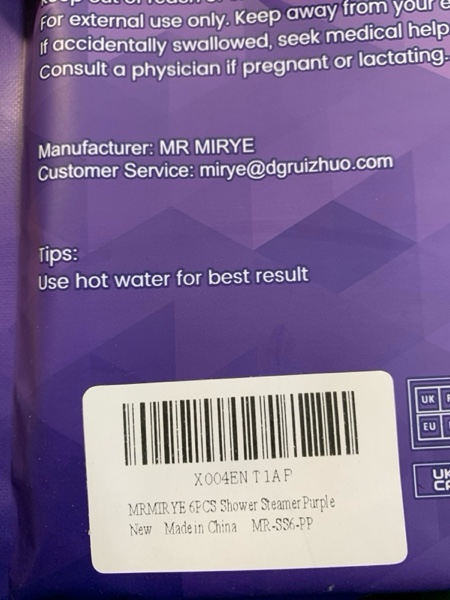 For external use only. Keep away from your
If accidentally swallowed, seek medical help
Consult a physician if pregnant or lactating.
Manufacturer: MR MIRYE
Customer Service: mirye@dgruizhuo.com
Tips:
Use hot water for best result
X004ENT1AP
MRMIRYE 6PCS Shower Steamer Purple
New Made in China MR-SS6-PP
UK
EU